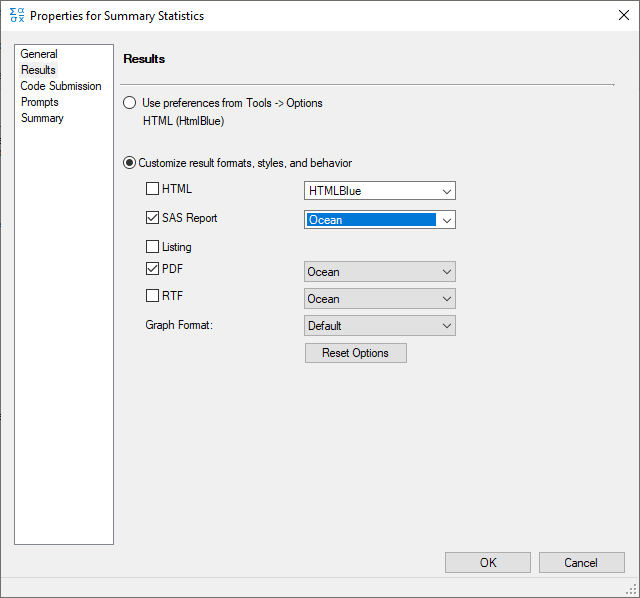 Properties for Summary Statistics
General
Results
Code Submission
Prompts
Summary
Results
Use preferences from Tools -> Options
HTML (HtmlBlue)
Customize result formats, styles, and behavior
HTML HTMLBlue
SAS Report Ocean
Listing
PDF Ocean
RTF Ocean
Graph Format: Default
Reset Options
OK Cancel